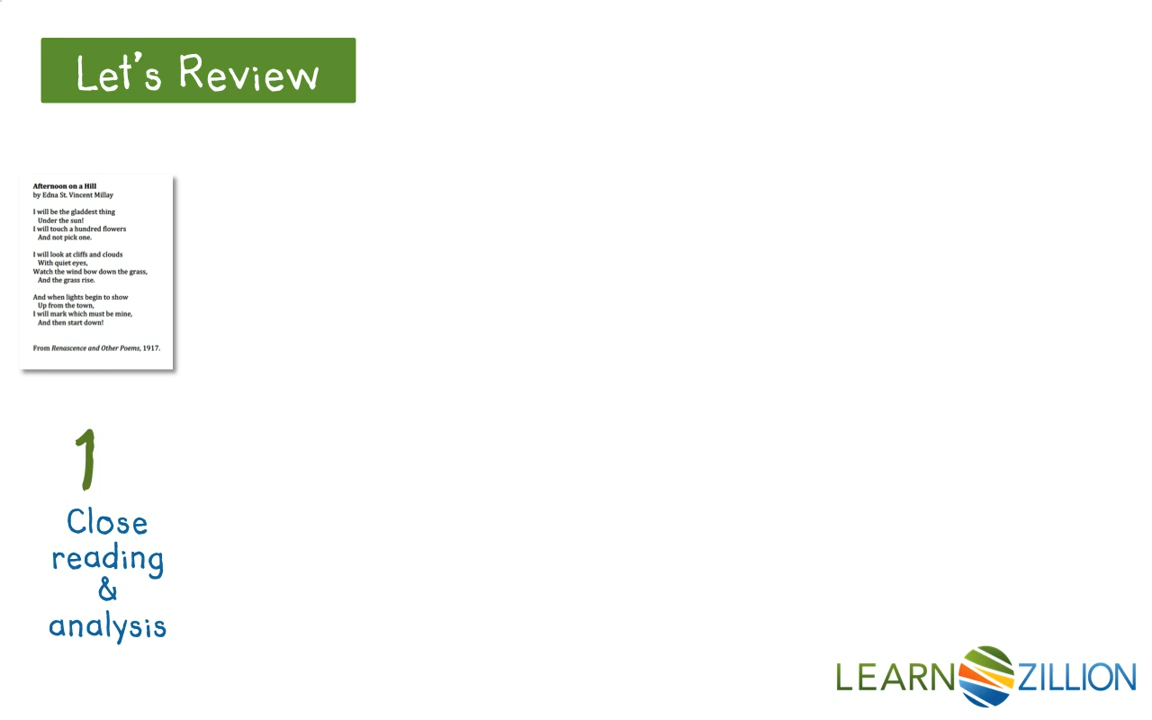 Let's Review
Afternoon on a Hill
by Edna St. Vincent Millay
I will be the gladdest thing
Under the sun!
I will touch a hundred flowers
And not pick one.
I will look at cliffs and clouds
With quiet eyes,
Watch the wind bow down the grass,
And the grass rise.
And when lights begin to show
Up from the town,
I will mark which must be mine,
And then start down!
From Renascence and Other Poems, 1917.
1
Close
reading
&
analysis
LEARN ZILLION